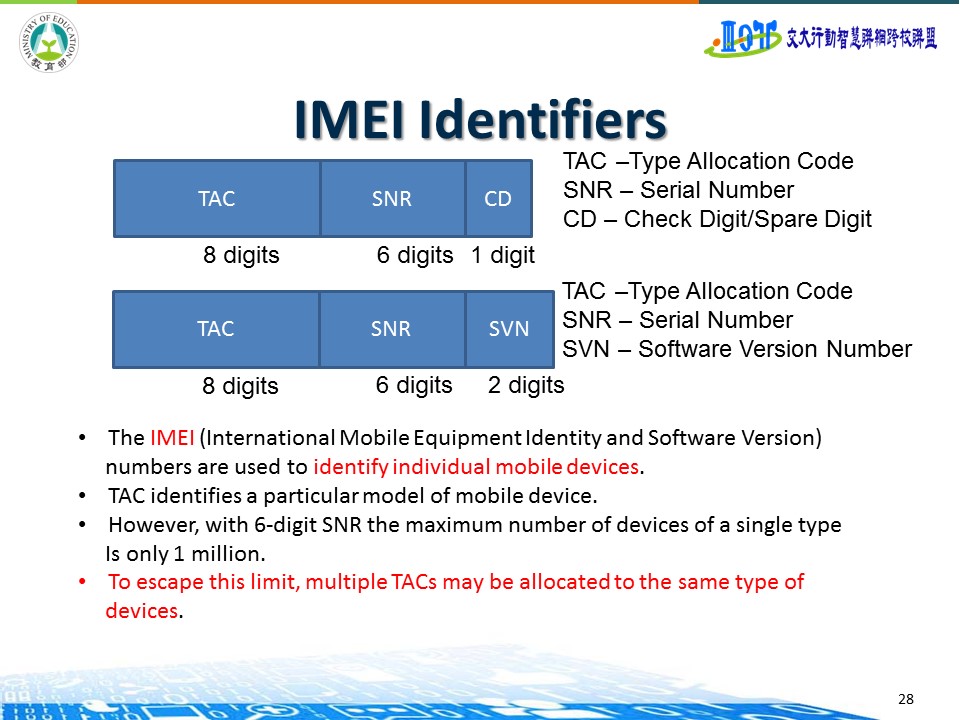 MINISTRY OF EDUCATION
教育部
交大行動智慧聯網跨校聯盟
IMEI Identifiers
TAC SNR CD
8 digits 6 digits 1 digit
TAC –Type Allocation Code
SNR – Serial Number
CD – Check Digit/Spare Digit
TAC SNR SVN
8 digits 6 digits 2 digits
TAC –Type Allocation Code
SNR – Serial Number
SVN – Software Version Number
• The IMEI (International Mobile Equipment Identity and Software Version)
numbers are used to identify individual mobile devices.
• TAC identifies a particular model of mobile device.
• However, with 6-digit SNR the maximum number of devices of a single type
Is only 1 million.
• To escape this limit, multiple TACs may be allocated to the same type of
devices.
28